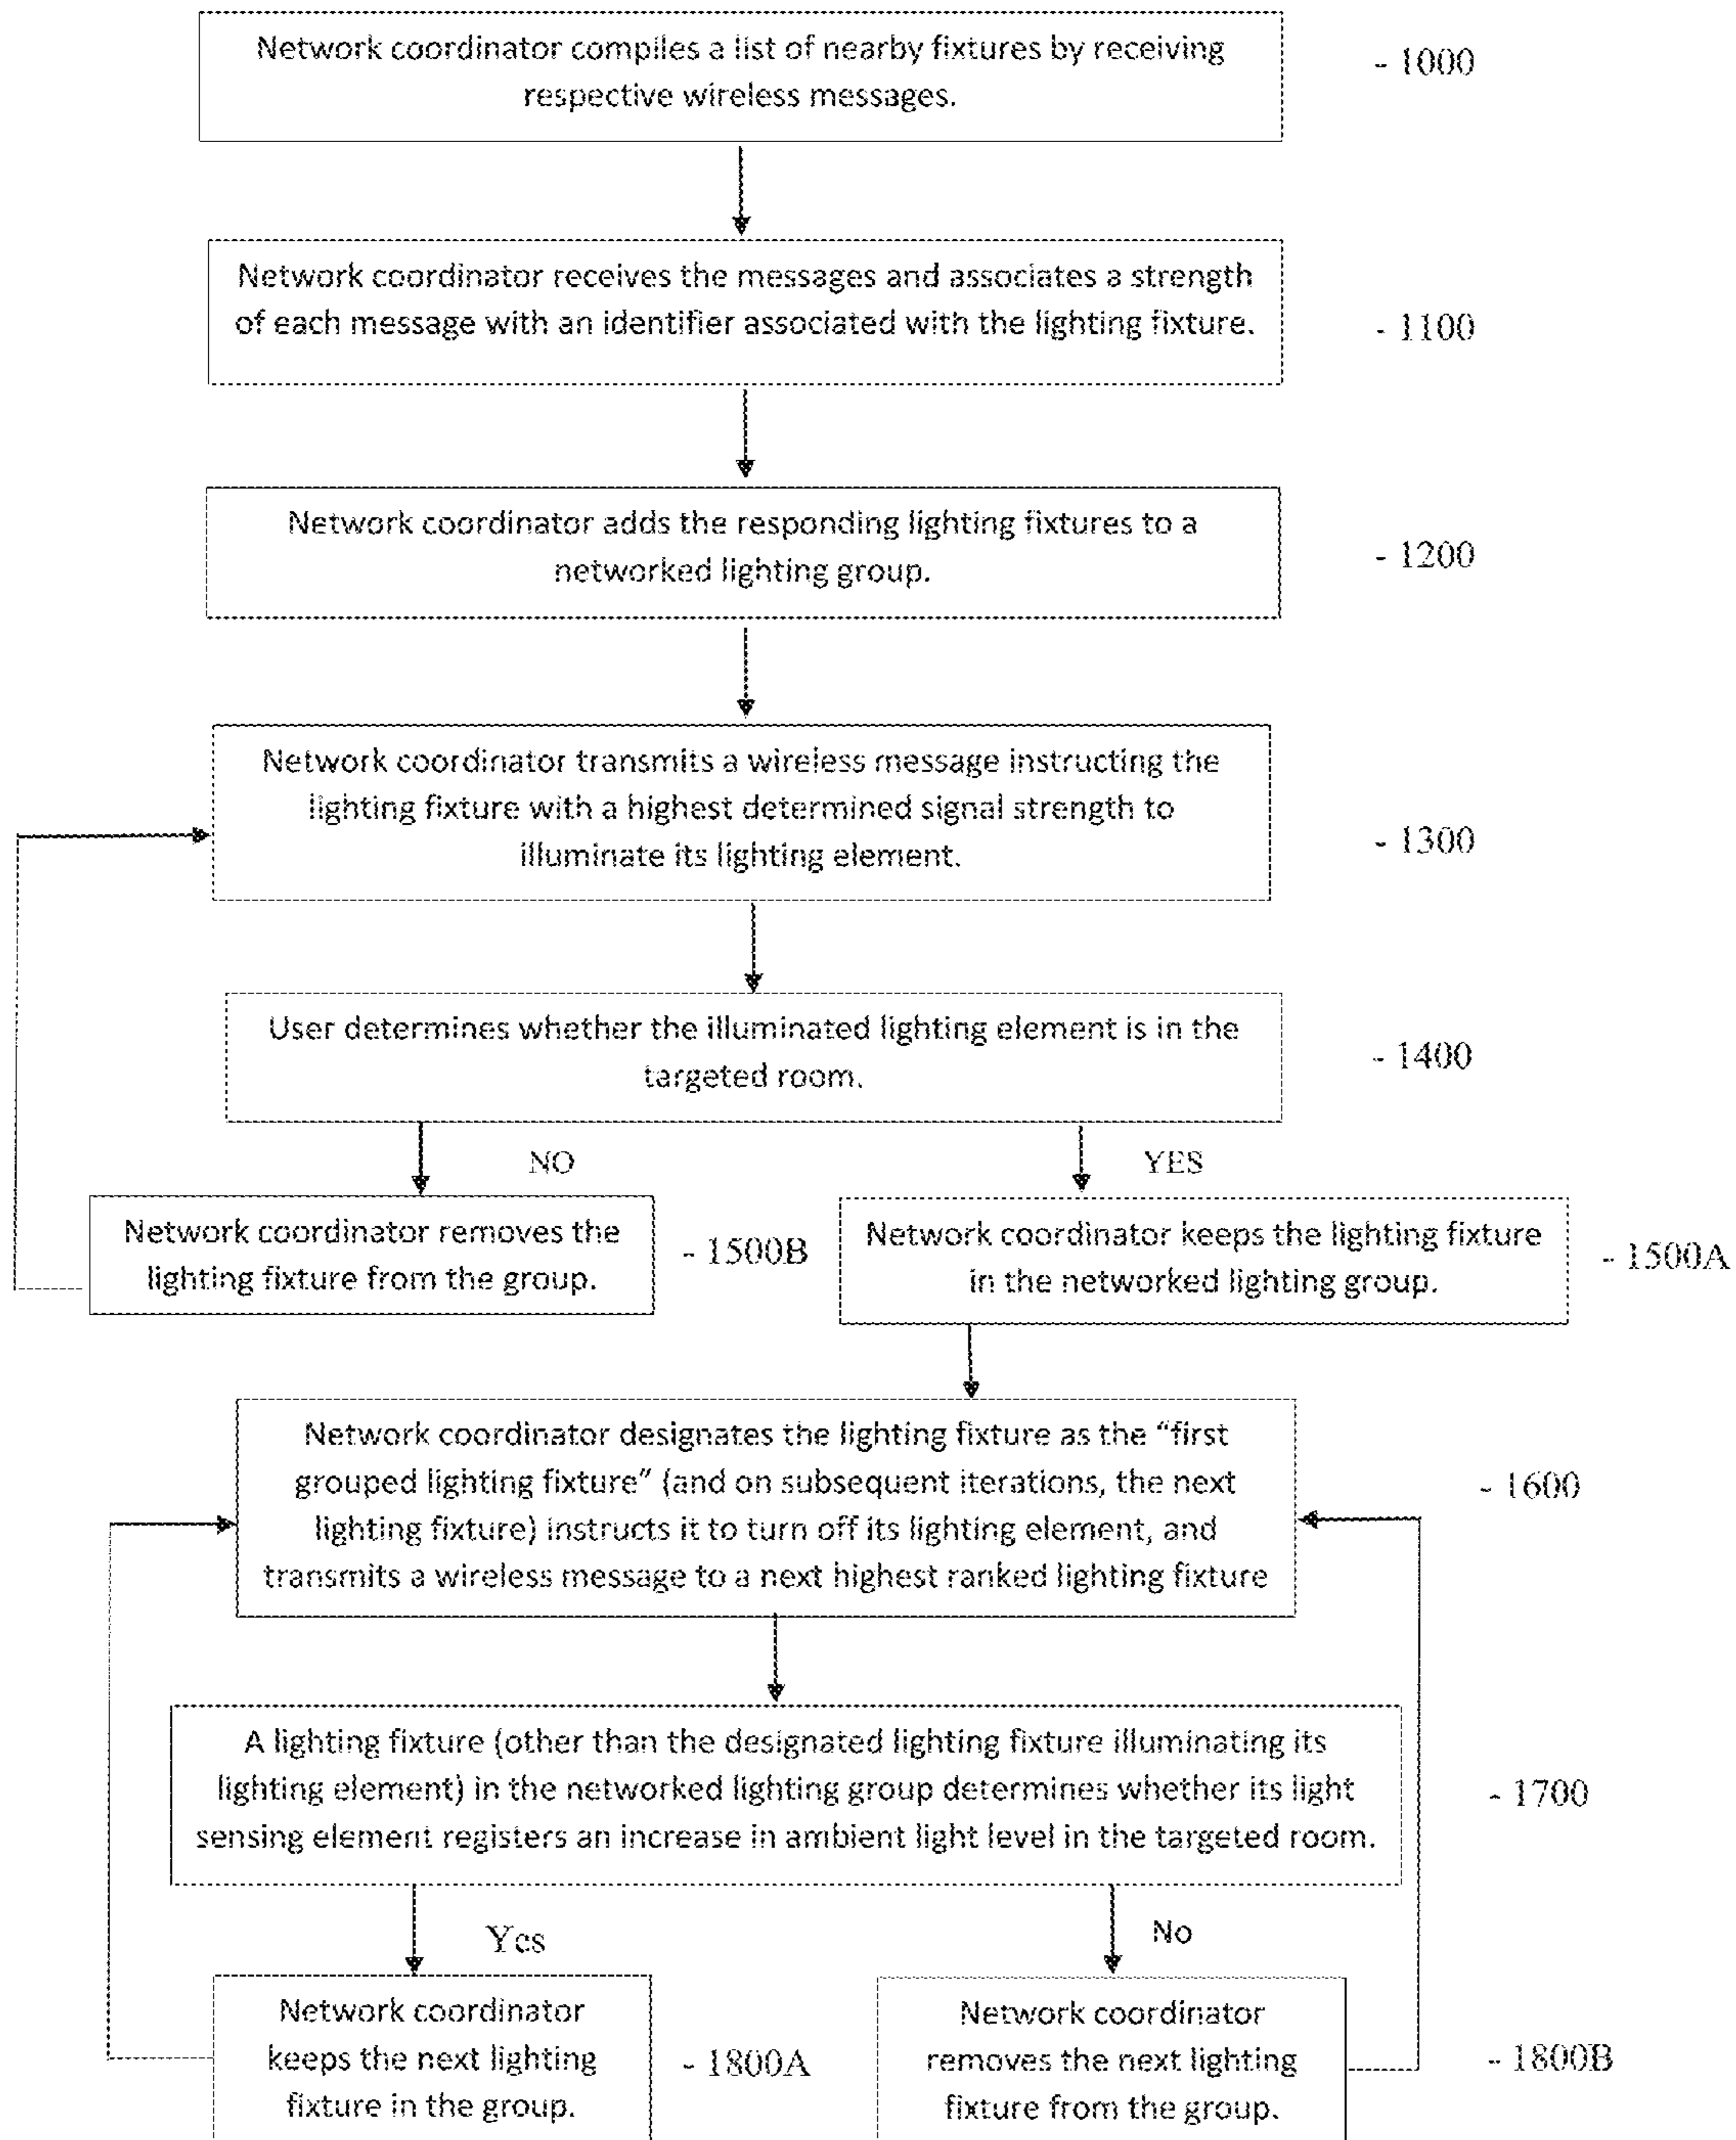 Network coordinator compiles a list of nearby fixtures by receiving
respective wireless messages.
- 1000
Network coordinator receives the messages and associates a strength
of each message with an identifier associated with the lighting fixture.
- 1100
Network coordinator adds the responding lighting fixtures to a
networked lighting group.
- 1200
Network coordinator transmits a wireless message instructing the
lighting fixture with a highest determined signal strength to
illuminate its lighting element.
- 1300
User determines whether the illuminated lighting element is in the
targeted room.
- 1400
NO
YES
Network coordinator removes the
lighting fixture from the group.
- 1500B
Network coordinator keeps the lighting fixture
in the networked lighting group.
- 1500A
Network coordinator designates the lighting fixture as the “first
grouped lighting fixture” (and on subsequent iterations, the next
lighting fixture) instructs it to turn off its lighting element, and
transmits a wireless message to a next highest ranked lighting fixture
- 1600
A lighting fixture (other than the designated lighting fixture illuminating its
lighting element) in the networked lighting group determines whether its light
sensing element registers an increase in ambient light level in the targeted room.
- 1700
Yes
No
Network coordinator
keeps the next lighting
fixture in the group.
- 1800A
Network coordinator
removes the next lighting
fixture from the group.
- 1800B